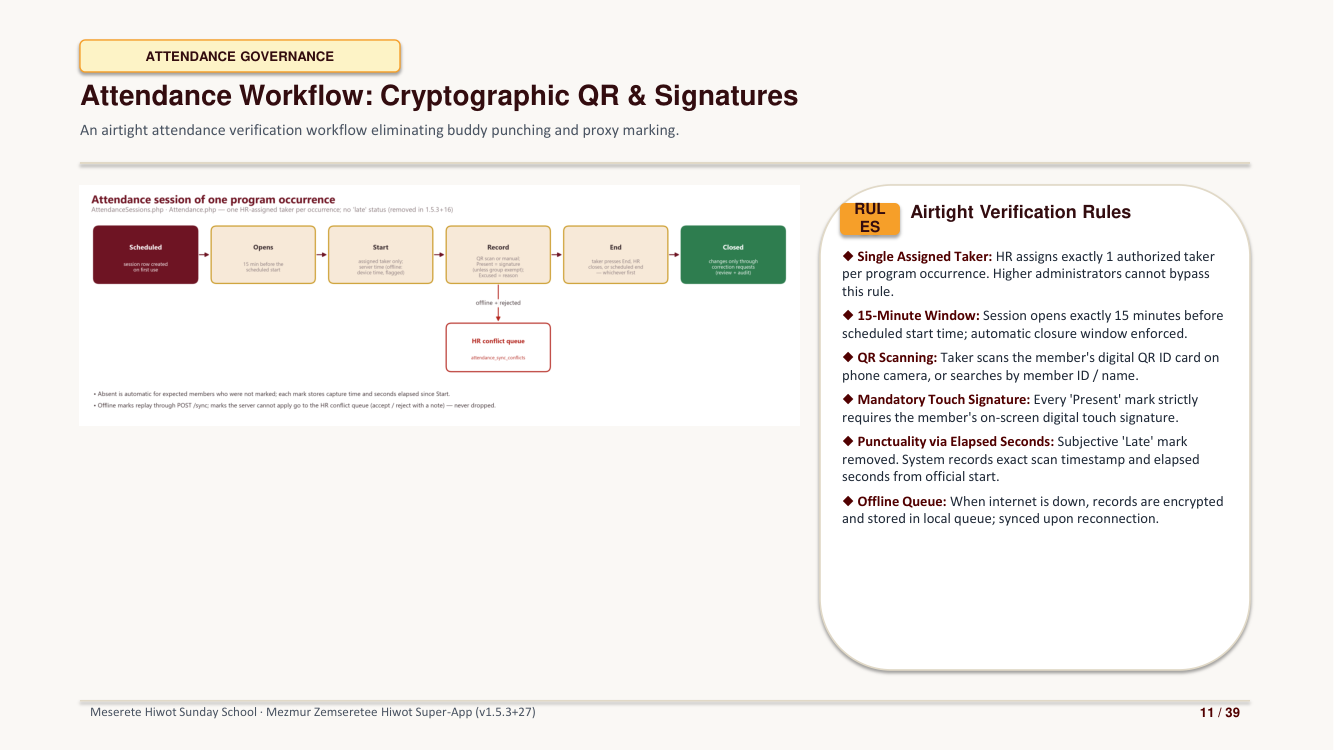 ATTENDANCE GOVERNANCE
Attendance Workflow: Cryptographic QR & Signatures
An airtight attendance verification workflow eliminating buddy punching and proxy marking.
Attendance session of one program occurrence
AttendanceSessions.php · Attendance.php — one HR-assigned taker per occurrence; no 'late' status (removed in 1.5.3+16)
Scheduled
session row created
on first use
Opens
15 min before the
scheduled start
Start
assigned taker only;
server time (offline:
device time, flagged)
Record
QR scan or manual;
Present = signature
(unless group exempt);
Excused = reason
End
taker presses End, HR
closes, or scheduled end
— whichever first
Closed
changes only through
correction requests
(review + audit)
offline + rejected
HR conflict queue
attendance_sync_conflicts
• Absent is automatic for expected members who were not marked; each mark stores capture time and seconds elapsed since Start.
• Offline marks replay through POST /sync; marks the server cannot apply go to the HR conflict queue (accept / reject with a note) — never dropped.
RUL
ES
Airtight Verification Rules
◆ Single Assigned Taker: HR assigns exactly 1 authorized taker
per program occurrence. Higher administrators cannot bypass
this rule.
◆ 15-Minute Window: Session opens exactly 15 minutes before
scheduled start time; automatic closure window enforced.
◆ QR Scanning: Taker scans the member's digital QR ID card on
phone camera, or searches by member ID / name.
◆ Mandatory Touch Signature: Every 'Present' mark strictly
requires the member's on-screen digital touch signature.
◆ Punctuality via Elapsed Seconds: Subjective 'Late' mark
removed. System records exact scan timestamp and elapsed
seconds from official start.
◆ Offline Queue: When internet is down, records are encrypted
and stored in local queue; synced upon reconnection.
Meserete Hiwot Sunday School · Mezmur Zemseretee Hiwot Super-App (v1.5.3+27)
11 / 39